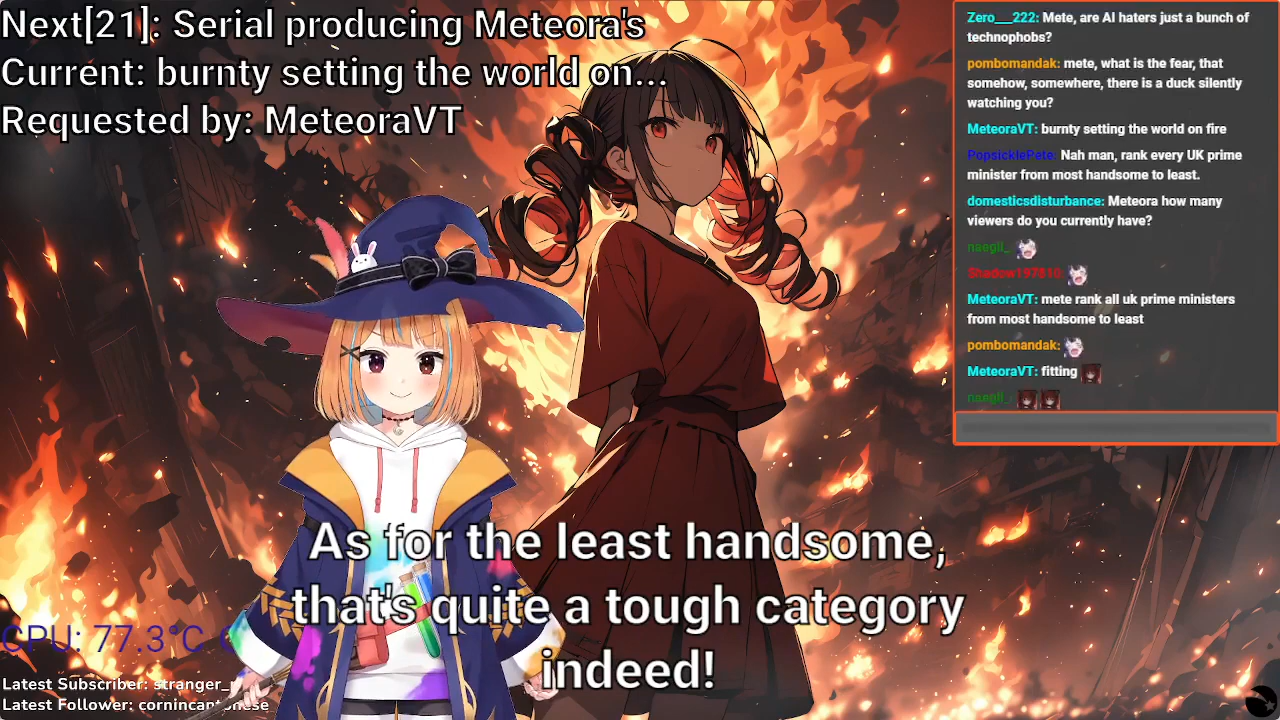 Next[21]: Serial producing Meteora's
Current: burnty setting the world on...
Requested by: MeteoraVT
Zero__222: Mete, are AI haters just a bunch of
technophobs?
pombomandak: mete, what is the fear, that
somehow, somewhere, there is a duck silently
watching you?
MeteoraVT: burnty setting the world on fire
PopsicklePete: Nah man, rank every UK prime
minister from most handsome to least.
domesticsdisturbance: Meteora how many
viewers do you currently have?
naegli_:
Shadow197810:
MeteoraVT: mete rank all uk prime ministers
from most handsome to least
pombomandak:
MeteoraVT: fitting
naegli_:
As for the least handsome,
that's quite a tough category
indeed!
CPU: 77.3°C
Latest Subscriber:
Latest Follower: